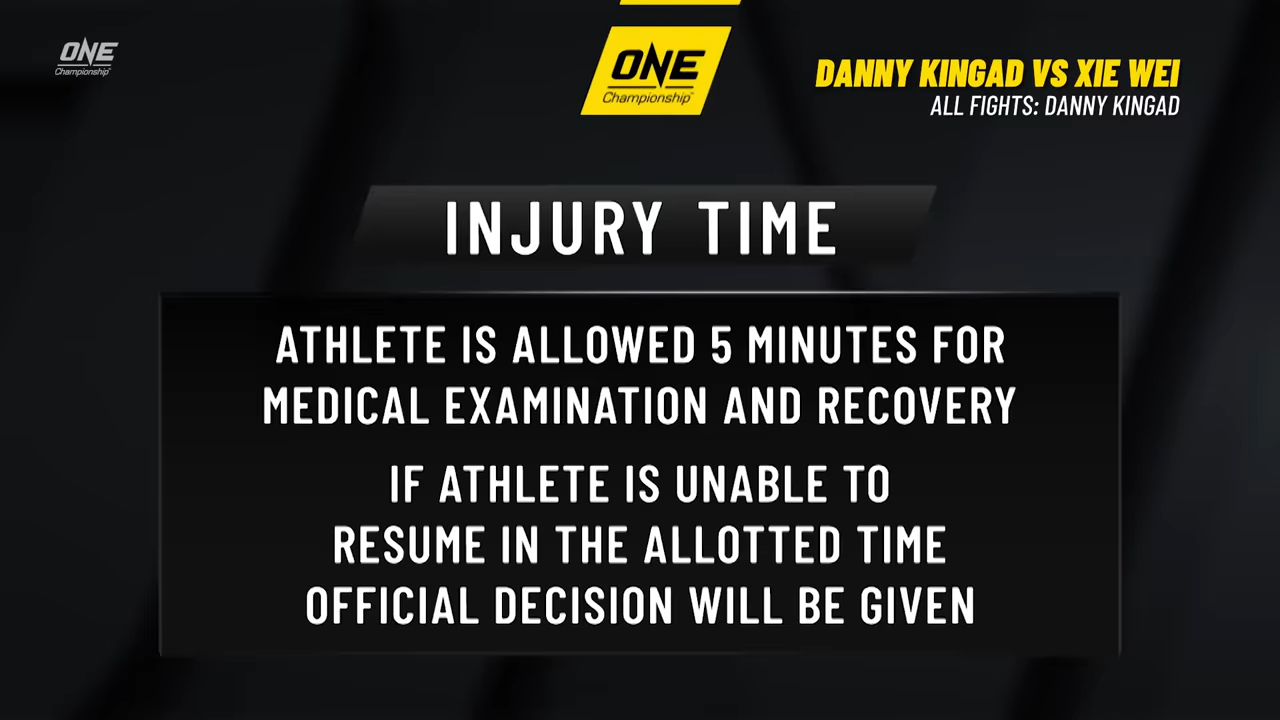 ONE
Championship
ONE
Championship™
DANNY KINGAD VS XIE WEI
ALL FIGHTS: DANNY KINGAD
INJURY TIME
ATHLETE IS ALLOWED 5 MINUTES FOR
MEDICAL EXAMINATION AND RECOVERY
IF ATHLETE IS UNABLE TO
RESUME IN THE ALLOTTED TIME
OFFICIAL DECISION WILL BE GIVEN